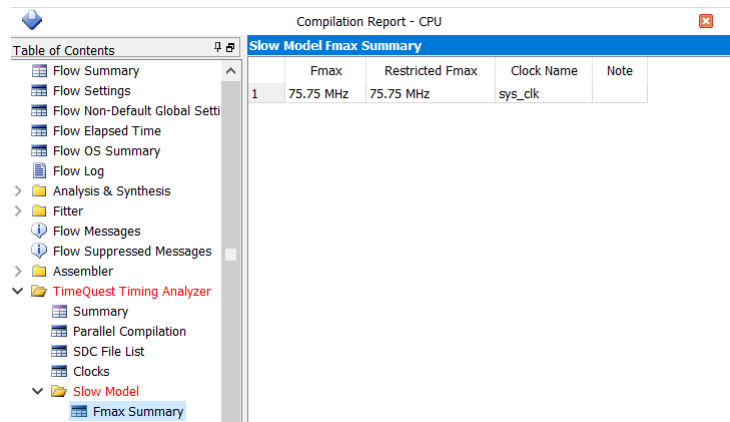 Compilation Report - CPU
Table of Contents
Flow Summary
Flow Settings
Flow Non-Default Global Setti
Flow Elapsed Time
Flow OS Summary
Flow Log
Analysis & Synthesis
Fitter
Flow Messages
Flow Suppressed Messages
Assembler
TimeQuest Timing Analyzer
Summary
Parallel Compilation
SDC File List
Clocks
Slow Model
Fmax Summary
Slow Model Fmax Summary
Fmax Restricted Fmax Clock Name Note
1 75.75 MHz 75.75 MHz sys_clk